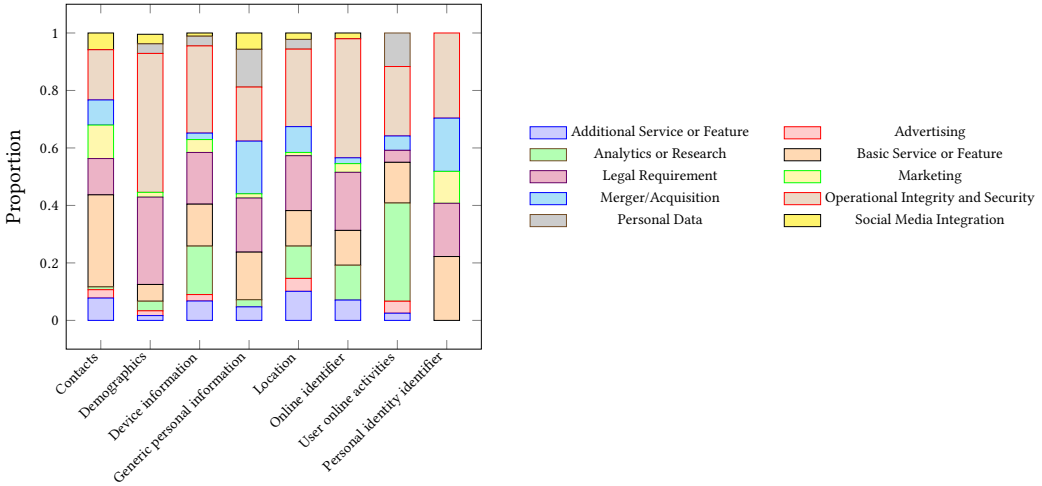 1
0.8
0.6
0.4
0.2
0
Proportion
Contacts
Demographics
Device information
Generic personal information
Location
Online identifier
User online activities
Personal identity identifier
Additional Service or Feature
Advertising
Analytics or Research
Basic Service or Feature
Legal Requirement
Marketing
Merger/Acquisition
Operational Integrity and Security
Personal Data
Social Media Integration